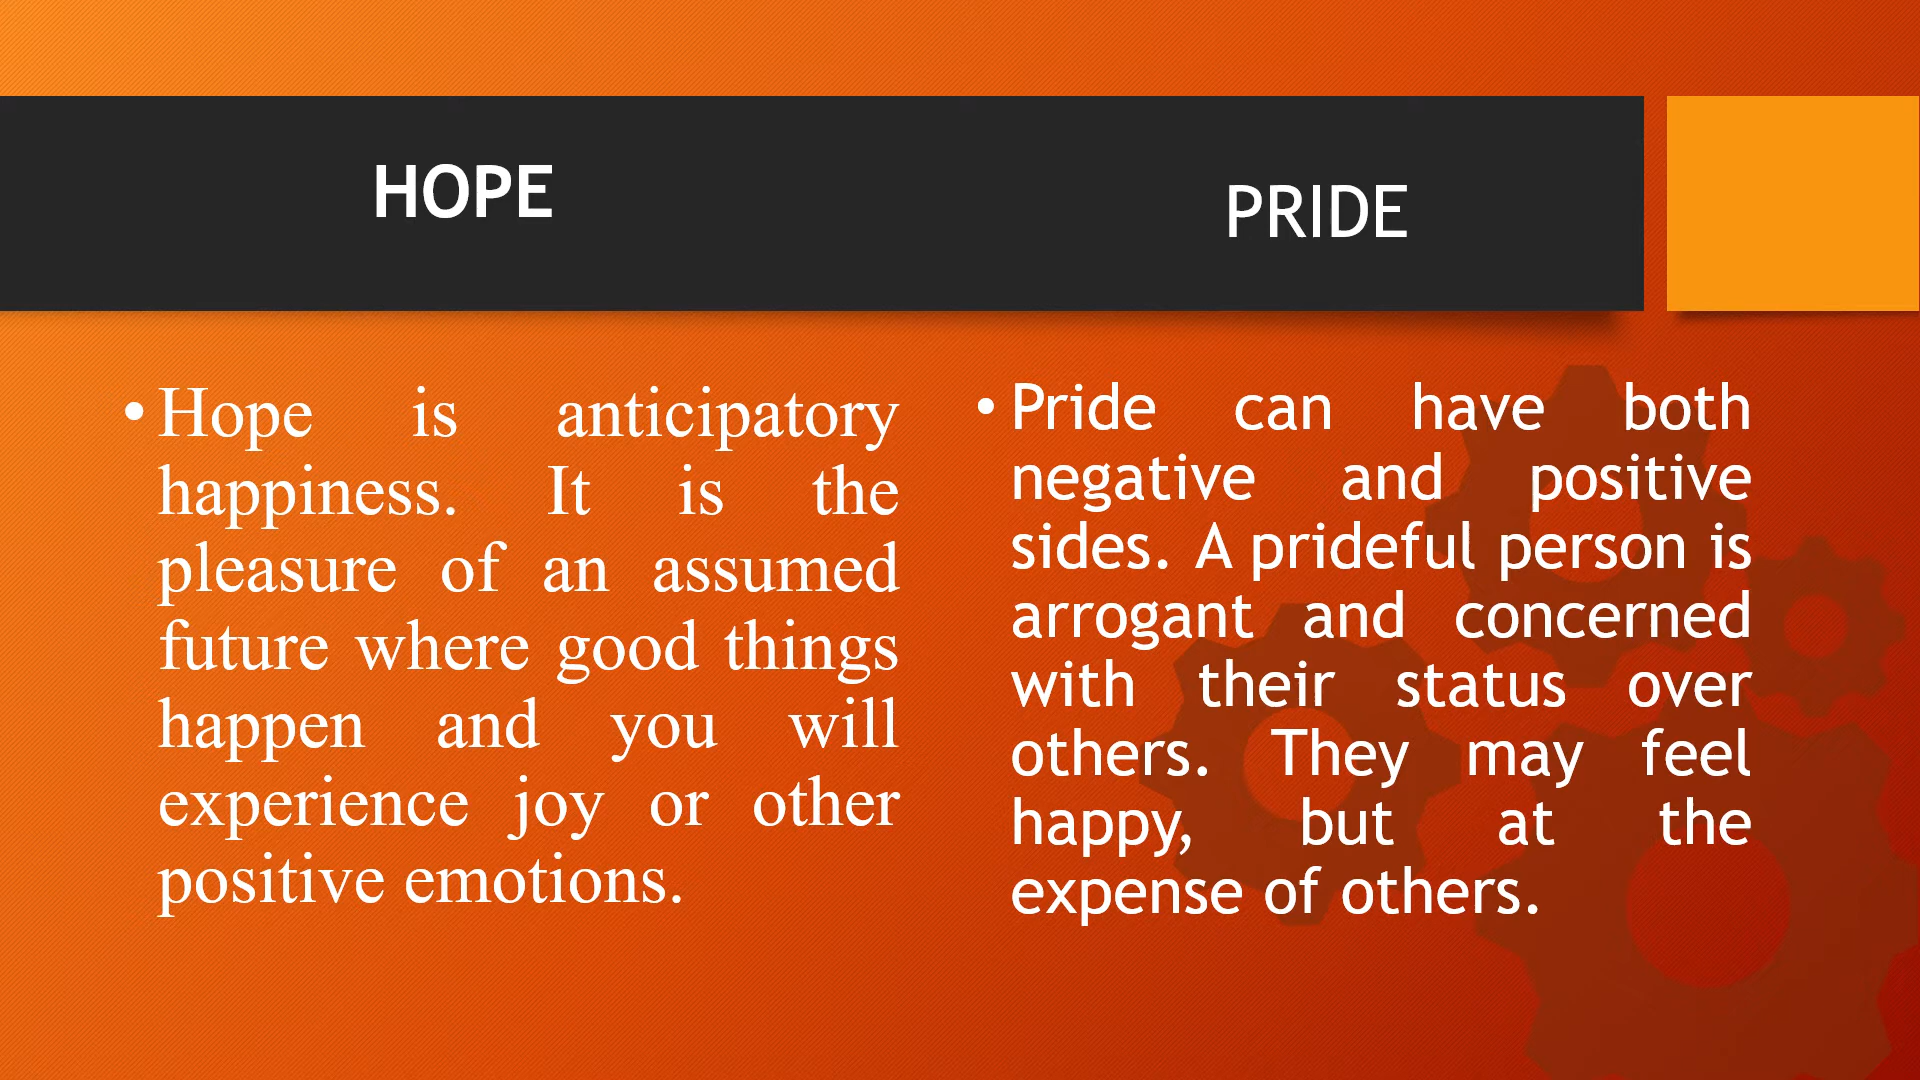 HOPE
PRIDE
• Hope is anticipatory
happiness. It is the
pleasure of an assumed
future where good things
happen and you will
experience joy or other
positive emotions.
• Pride can have both
negative and positive
sides. A prideful person is
arrogant and concerned
with their status over
others. They may feel
happy, but at the
expense of others.